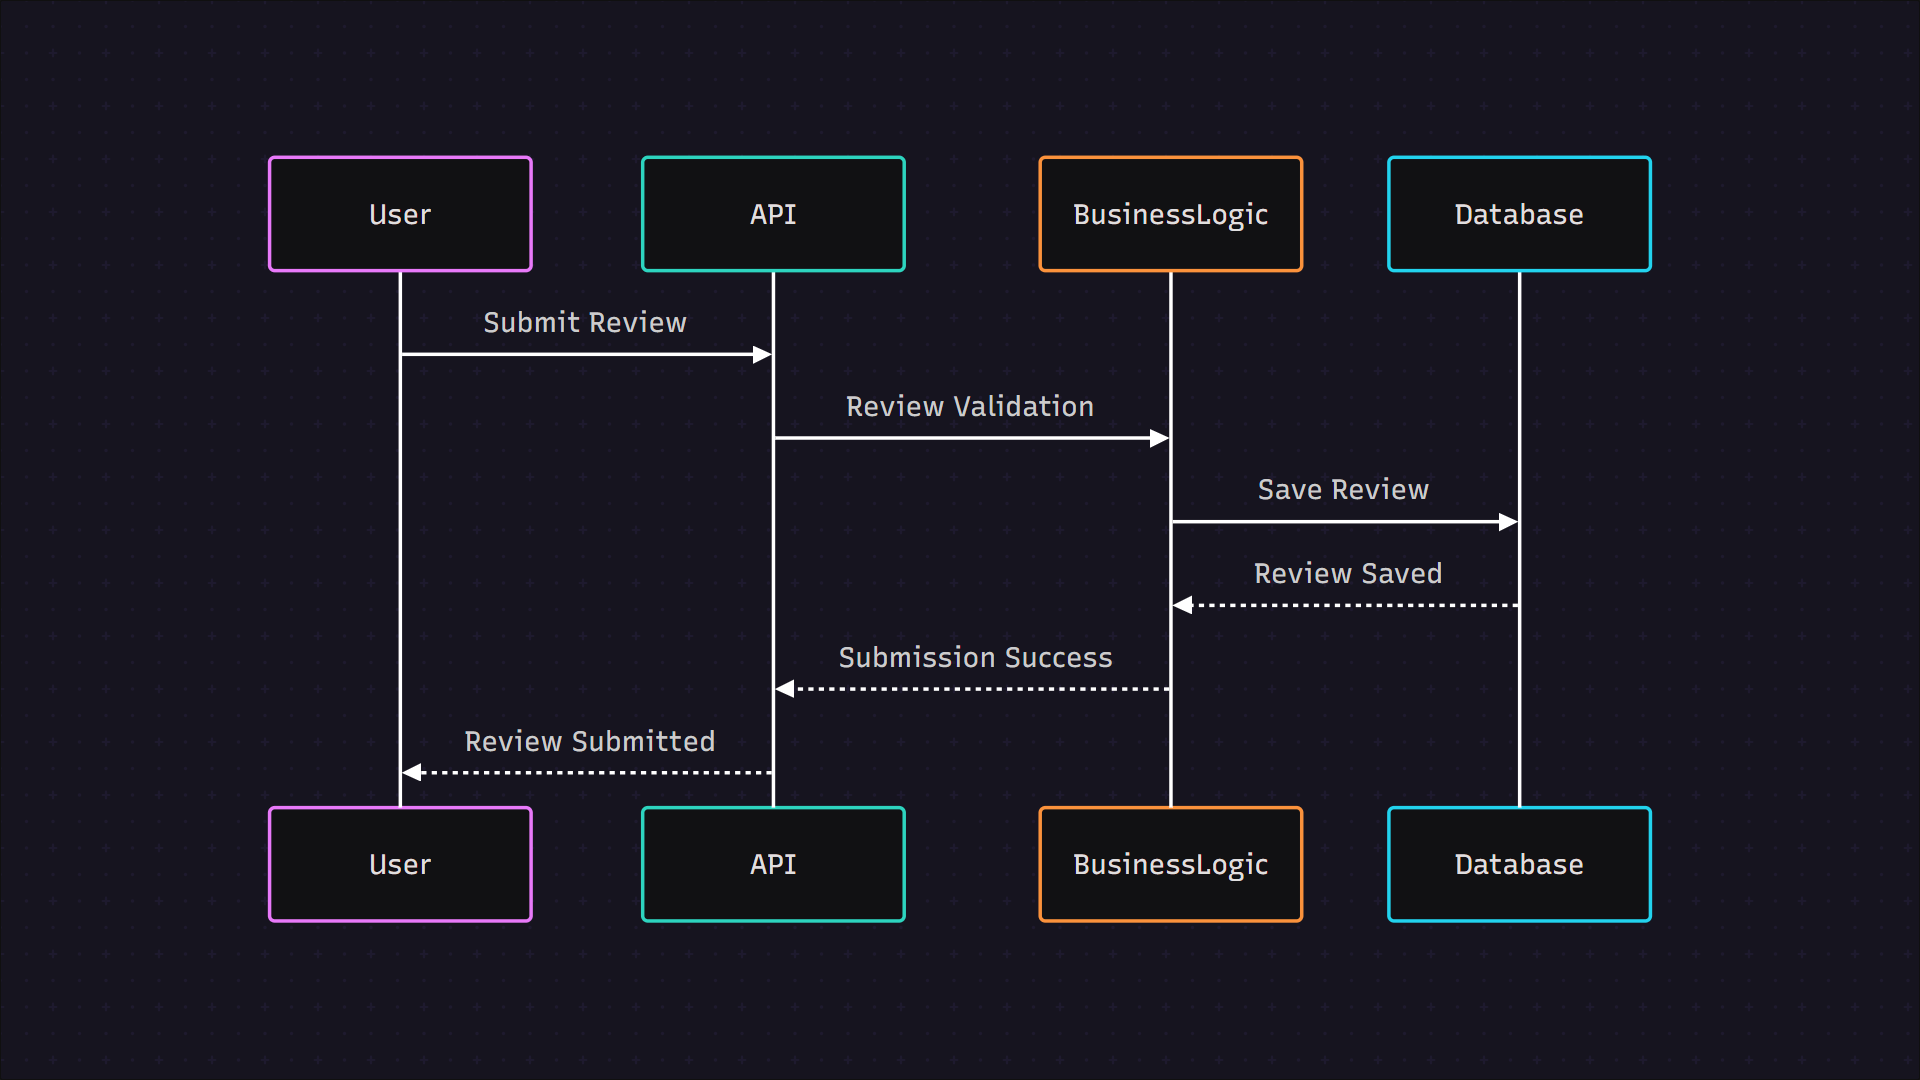 User
API
BusinessLogic
Database
Submit Review
Review Validation
Save Review
Review Saved
Submission Success
Review Submitted
User
API
BusinessLogic
Database